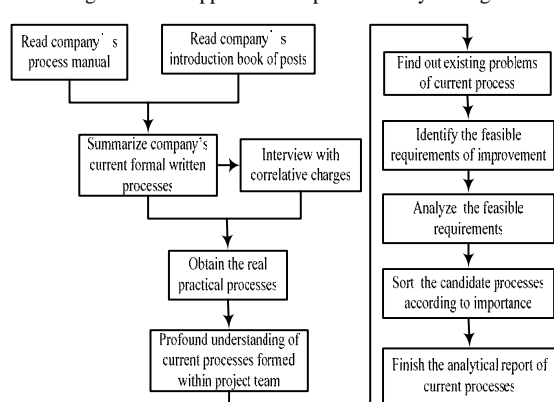 Read company's
process manual
Read company's
introduction book of posts
Summarize company's
current formal written
processes
Interview with
correlative charges
Obtain the real
practical processes
Profound understanding of
current processes formed
within project team
Find out existing problems
of current process
Identify the feasible
requirements of improvement
Analyze the feasible
requirements
Sort the candidate processes
according to importance
Finish the analytical report of
current processes